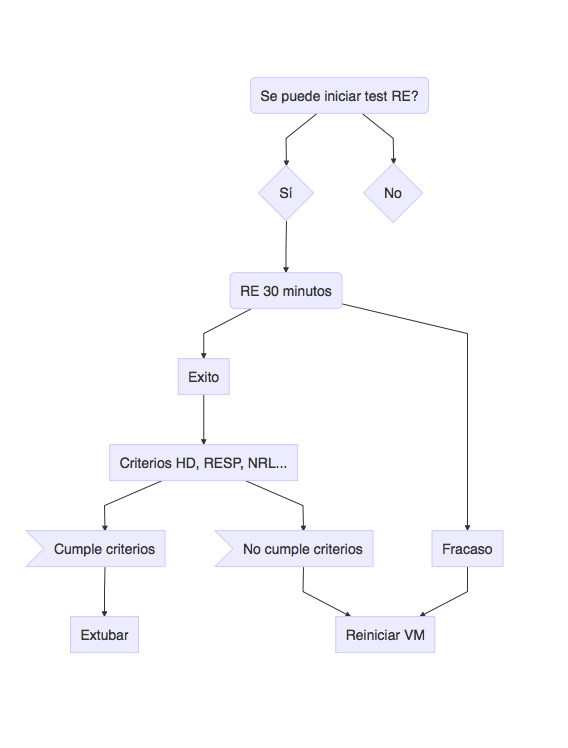 Se puede iniciar test RE?
Sí
No
RE 30 minutos
Exito
Criterios HD, RESP, NRL...
Cumple criterios
No cumple criterios
Fracaso
Extubar
Reiniciar VM